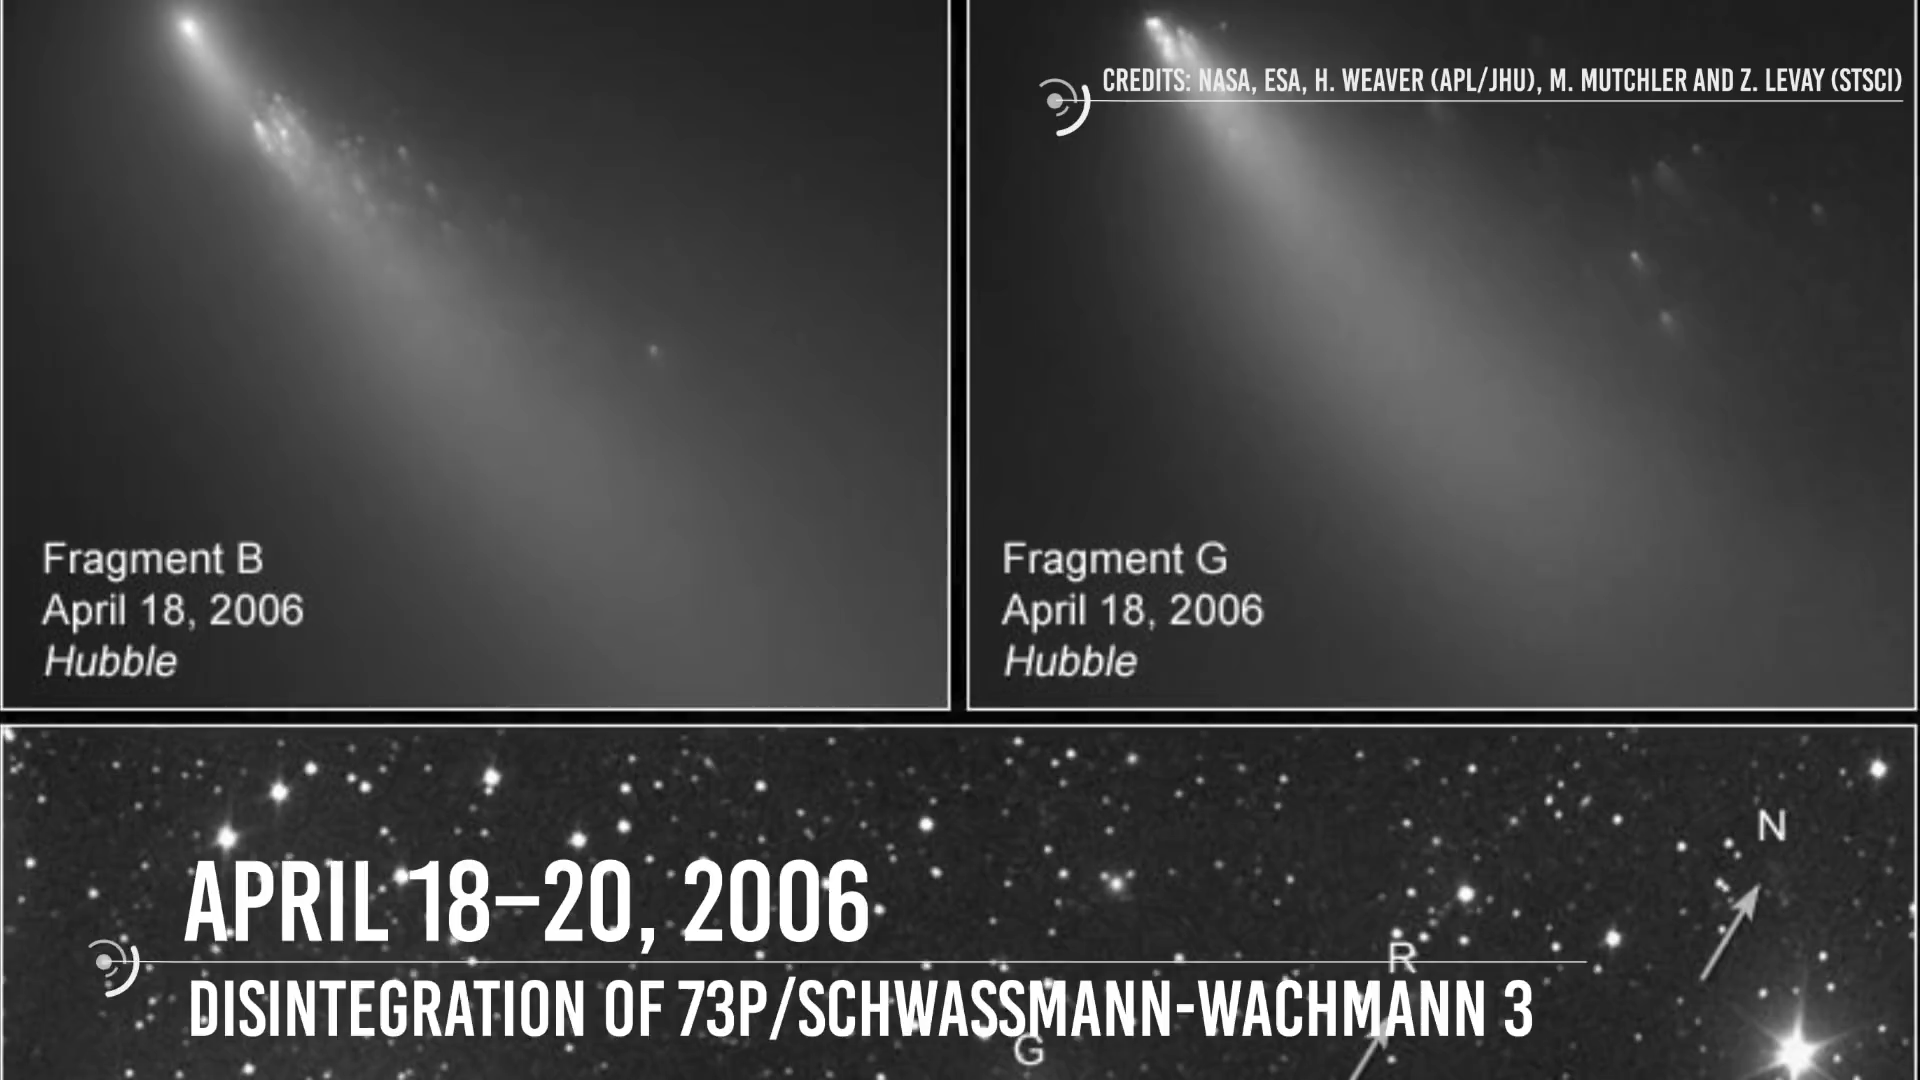 CREDITS: NASA, ESA, H. WEAVER (APL/JHU), M. MUTCHLER AND Z. LEVAY (STSCI)
Fragment B
April 18, 2006
Hubble
Fragment G
April 18, 2006
Hubble
N
APRIL 18–20, 2006
R
DISINTEGRATION OF 73P/SCHWASSMANN-WACHMANN 3
G